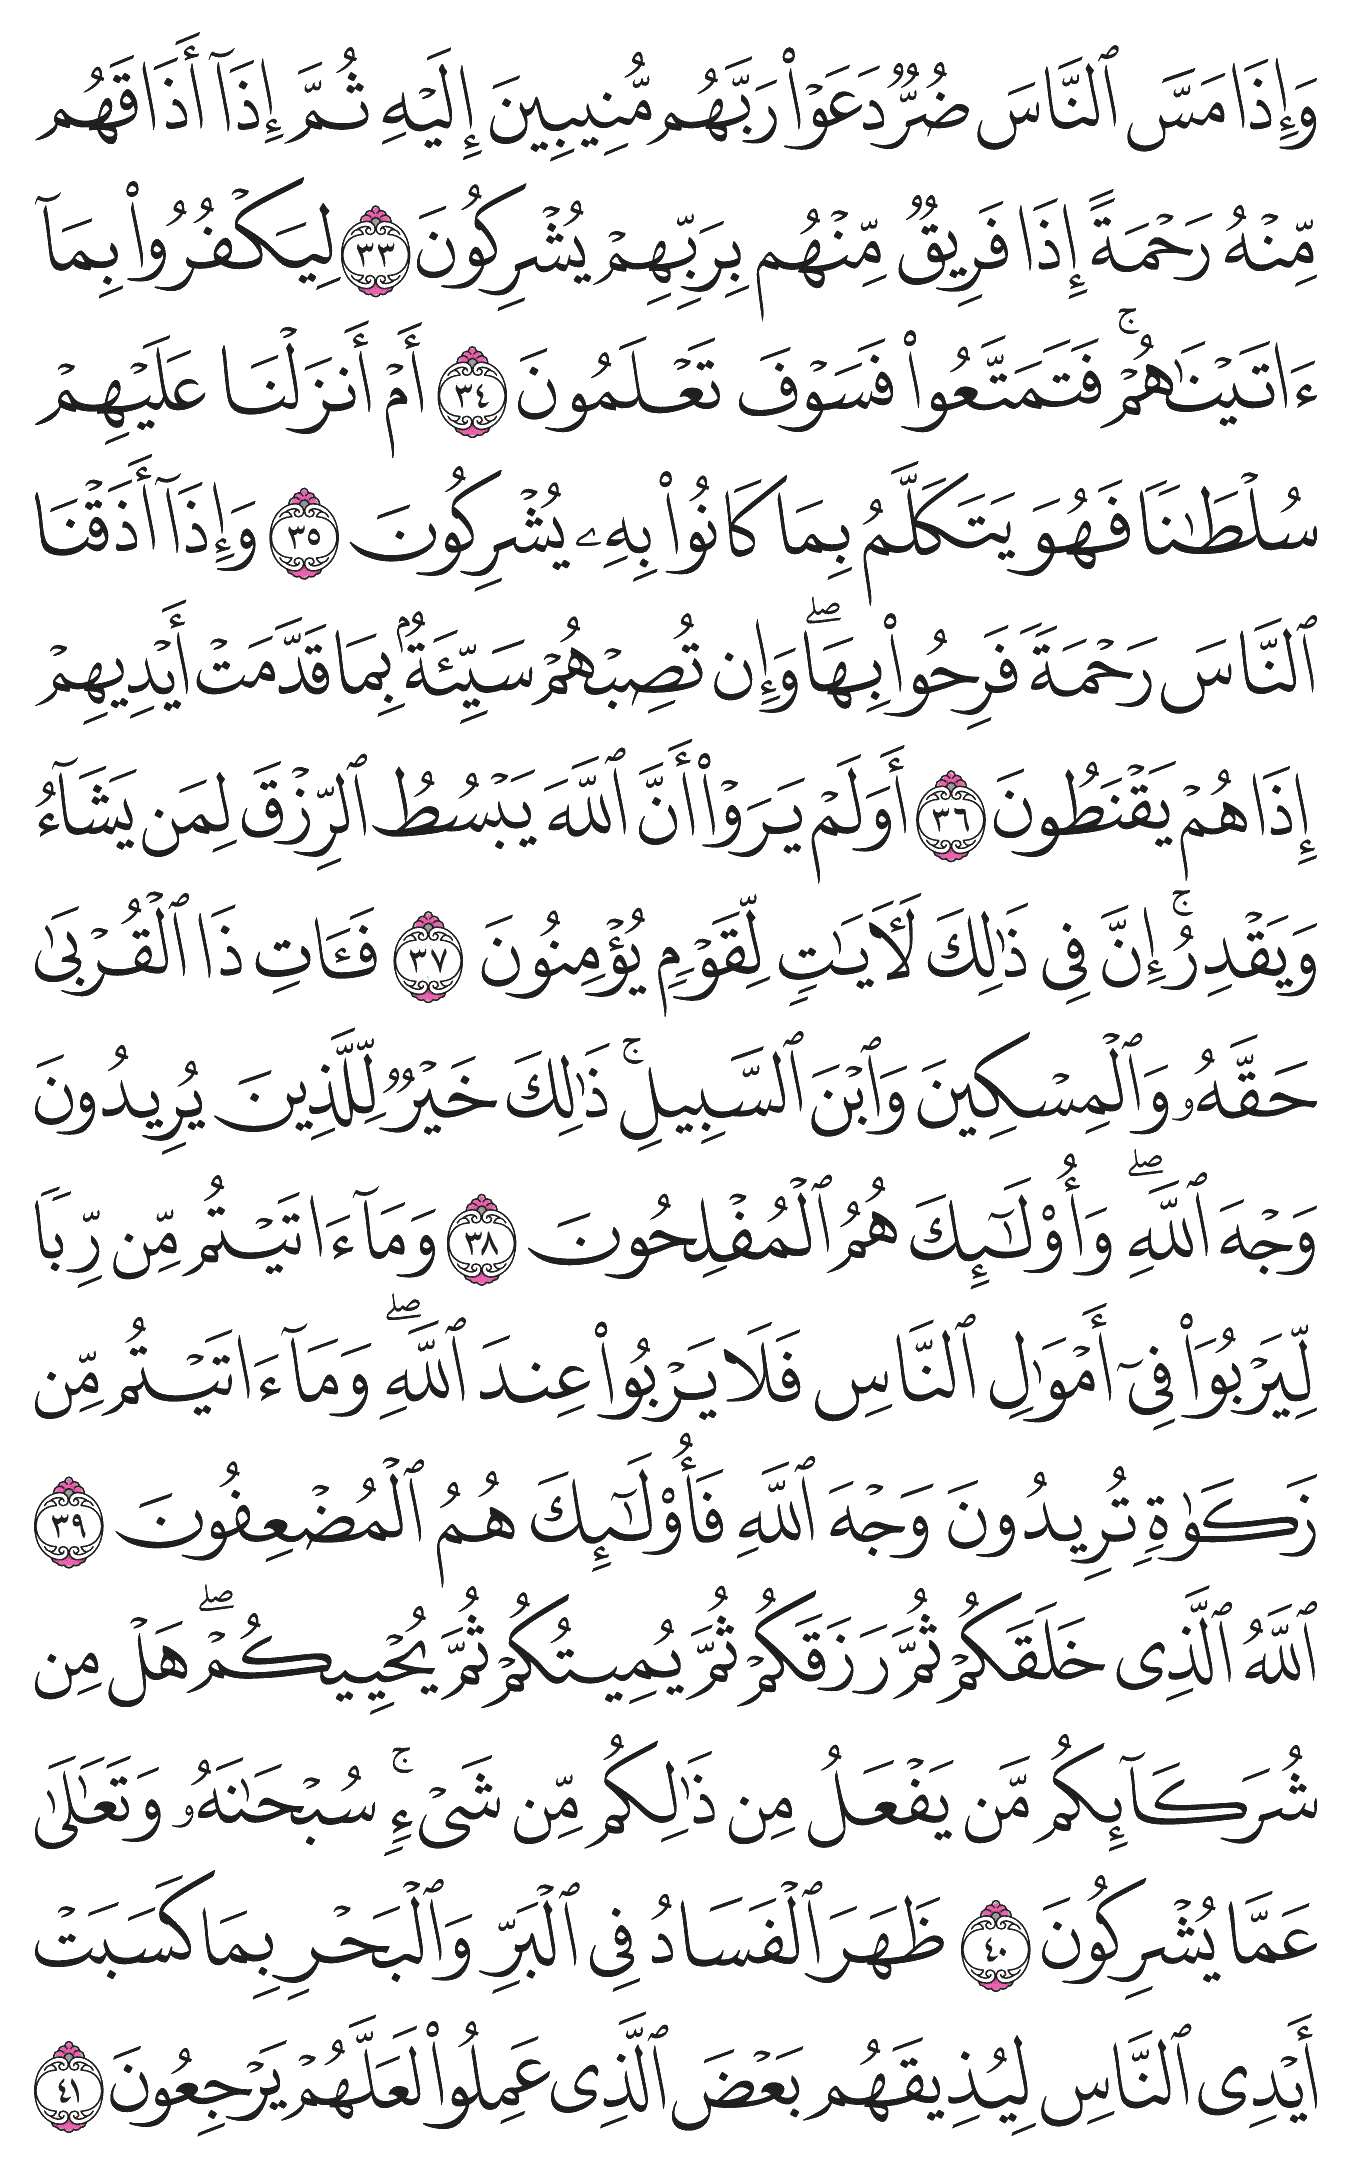 وَإِذَا مَسَّ ٱلنَّاسَ ضُرٌّ دَعَوۡاْ رَبَّهُم مُّنِيبِينَ إِلَيۡهِ ثُمَّ إِذَآ أَذَاقَهُم
مِّنۡهُ رَحۡمَةً إِذَا فَرِيقٞ مِّنۡهُم بِرَبِّهِمۡ يُشۡرِكُونَ ٣٣ لِيَكۡفُرُواْ بِمَآ
ءَاتَيۡنَٰهُمۡۚ فَتَمَتَّعُواْ فَسَوۡفَ تَعۡلَمُونَ ٣٤ أَمۡ أَنزَلۡنَا عَلَيۡهِمۡ
سُلۡطَٰنٗا فَهُوَ يَتَكَلَّمُ بِمَا كَانُواْ بِهِۦ يُشۡرِكُونَ ٣٥ وَإِذَآ أَذَقۡنَا
ٱلنَّاسَ رَحۡمَةٗ فَرِحُواْ بِهَاۖ وَإِن تُصِبۡهُمۡ سَيِّئَةُۢ بِمَا قَدَّمَتۡ أَيۡدِيهِمۡ
إِذَا هُمۡ يَقۡنَطُونَ ٣٦ أَوَلَمۡ يَرَوۡاْ أَنَّ ٱللَّهَ يَبۡسُطُ ٱلرِّزۡقَ لِمَن يَشَآءُ
وَيَقۡدِرُۚ إِنَّ فِي ذَٰلِكَ لَأٓيَٰتٖ لِّقَوۡمٖ يُؤۡمِنُونَ ٣٧ فَـَٔاتِ ذَا ٱلۡقُرۡبَىٰ
حَقَّهُۥ وَٱلۡمِسۡكِينَ وَٱبۡنَ ٱلسَّبِيلِۚ ذَٰلِكَ خَيۡرٞ لِّلَّذِينَ يُرِيدُونَ
وَجۡهَ ٱللَّهِۖ وَأُوْلَٰٓئِكَ هُمُ ٱلۡمُفۡلِحُونَ ٣٨ وَمَآ ءَاتَيۡتُم مِّن رِّبٗا
لِّيَرۡبُوَاْ فِيٓ أَمۡوَٰلِ ٱلنَّاسِ فَلَا يَرۡبُواْ عِندَ ٱللَّهِۖ وَمَآ ءَاتَيۡتُم مِّن
زَكَوٰةٖ تُرِيدُونَ وَجۡهَ ٱللَّهِ فَأُوْلَٰٓئِكَ هُمُ ٱلۡمُضۡعِفُونَ ٣٩
ٱللَّهُ ٱلَّذِي خَلَقَكُمۡ ثُمَّ رَزَقَكُمۡ ثُمَّ يُمِيتُكُمۡ ثُمَّ يُحۡيِيكُمۡۖ هَلۡ مِن
شُرَكَآئِكُم مَّن يَفۡعَلُ مِن ذَٰلِكُم مِّن شَيۡءٖۚ سُبۡحَٰنَهُۥ وَتَعَٰلَىٰ
عَمَّا يُشۡرِكُونَ ٤٠ ظَهَرَ ٱلۡفَسَادُ فِي ٱلۡبَرِّ وَٱلۡبَحۡرِ بِمَا كَسَبَتۡ
أَيۡدِي ٱلنَّاسِ لِيُذِيقَهُم بَعۡضَ ٱلَّذِي عَمِلُواْ لَعَلَّهُمۡ يَرۡجِعُونَ ٤١